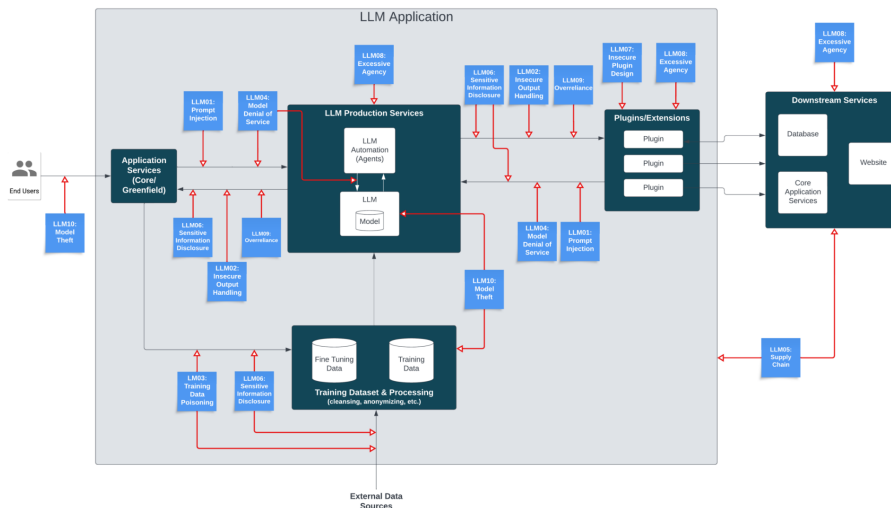 LLM Application
LLM08:
Excessive
Agency
LLM01:
Prompt
Injection
LLM04:
Model
Denial of
Service
LLM06:
Sensitive
Information
Disclosure
LLM02:
Insecure
Output
Handling
LLM09:
Overreliance
LLM07:
Insecure
Plugin
Design
LLM08:
Excessive
Agency
LLM08:
Excessive
Agency
End Users
Application
Services
(Core/
Greenfield)
LLM Production Services
LLM
Automation
(Agents)
LLM
Model
Plugins/Extensions
Plugin
Plugin
Plugin
Downstream Services
Database
Website
Core
Application
Services
LLM10:
Model
Theft
LLM06:
Sensitive
Information
Disclosure
LLM02:
Insecure
Output
Handling
LLM09:
Overreliance
LLM04:
Model
Denial of
Service
LLM01:
Prompt
Injection
LLM10:
Model
Theft
LLM05:
Supply
Chain
Fine Tuning
Data
Training
Data
Training Dataset & Processing
(cleansing, anonymizing, etc.)
LM03:
Training
Data
Poisoning
LLM06:
Sensitive
Information
Disclosure
External Data
Sources